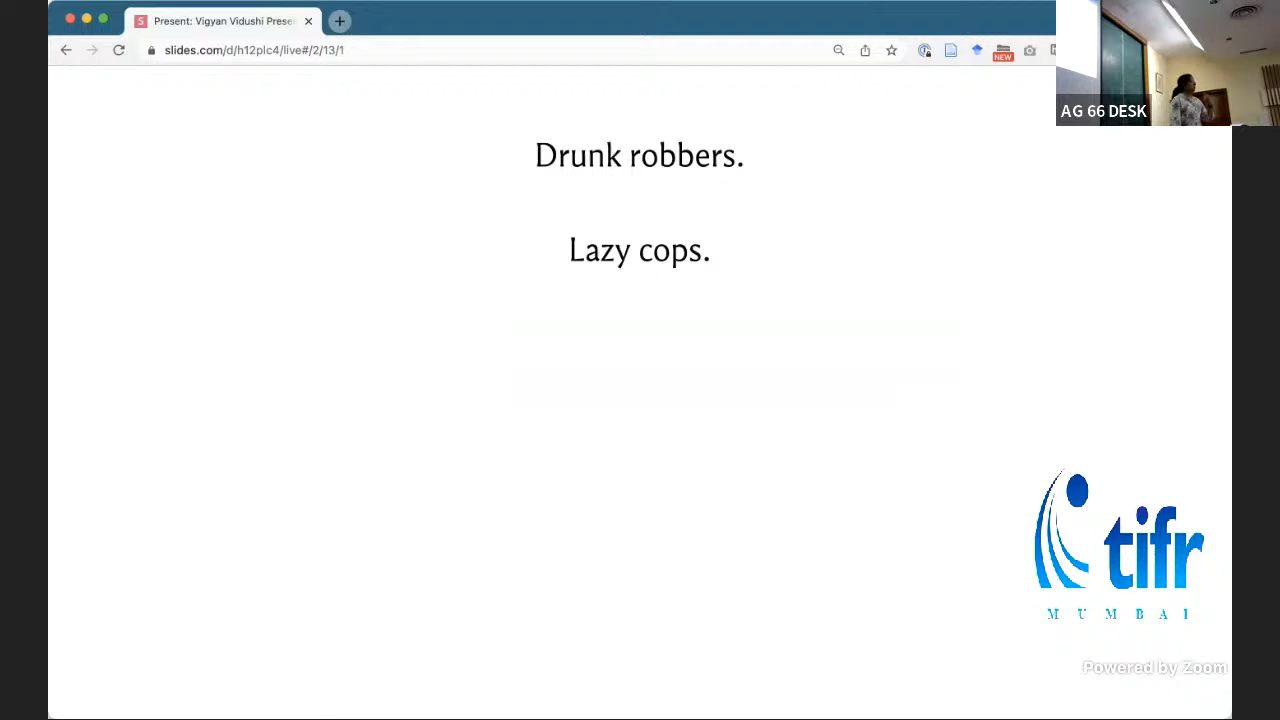 S Present: Vigyan Vidushi Prese
slides.com/d/h12plc4/live#/2/13/1
NEW
AG 66 DESK
Drunk robbers.
Lazy cops.
tifr
MUMBAI
Powered by Zoom